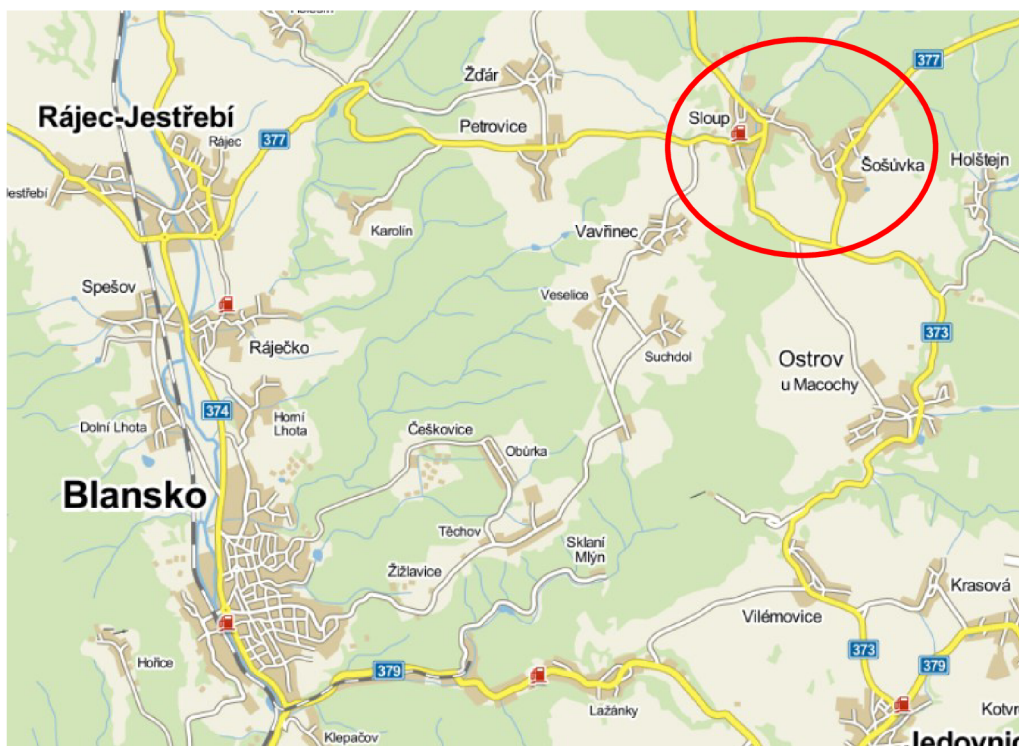 377
Žďár
Sloup
Rájec-Jestřebí
Rájec
377
Petrovice
Šošůvka
Holštejn
Karolín
Vavřinec
Spešov
Veselice
Ráječko
Suchdol
373
Ostrov
u Macochy
374
Horní
Lhota
Dolní Lhota
Češkovice
Obůrka
Blansko
Těchov
Sklaní
Mlýn
Žižlavice
Krasová
Vilémovice
Hořice
379
373
379
Lažánky
Klepačov